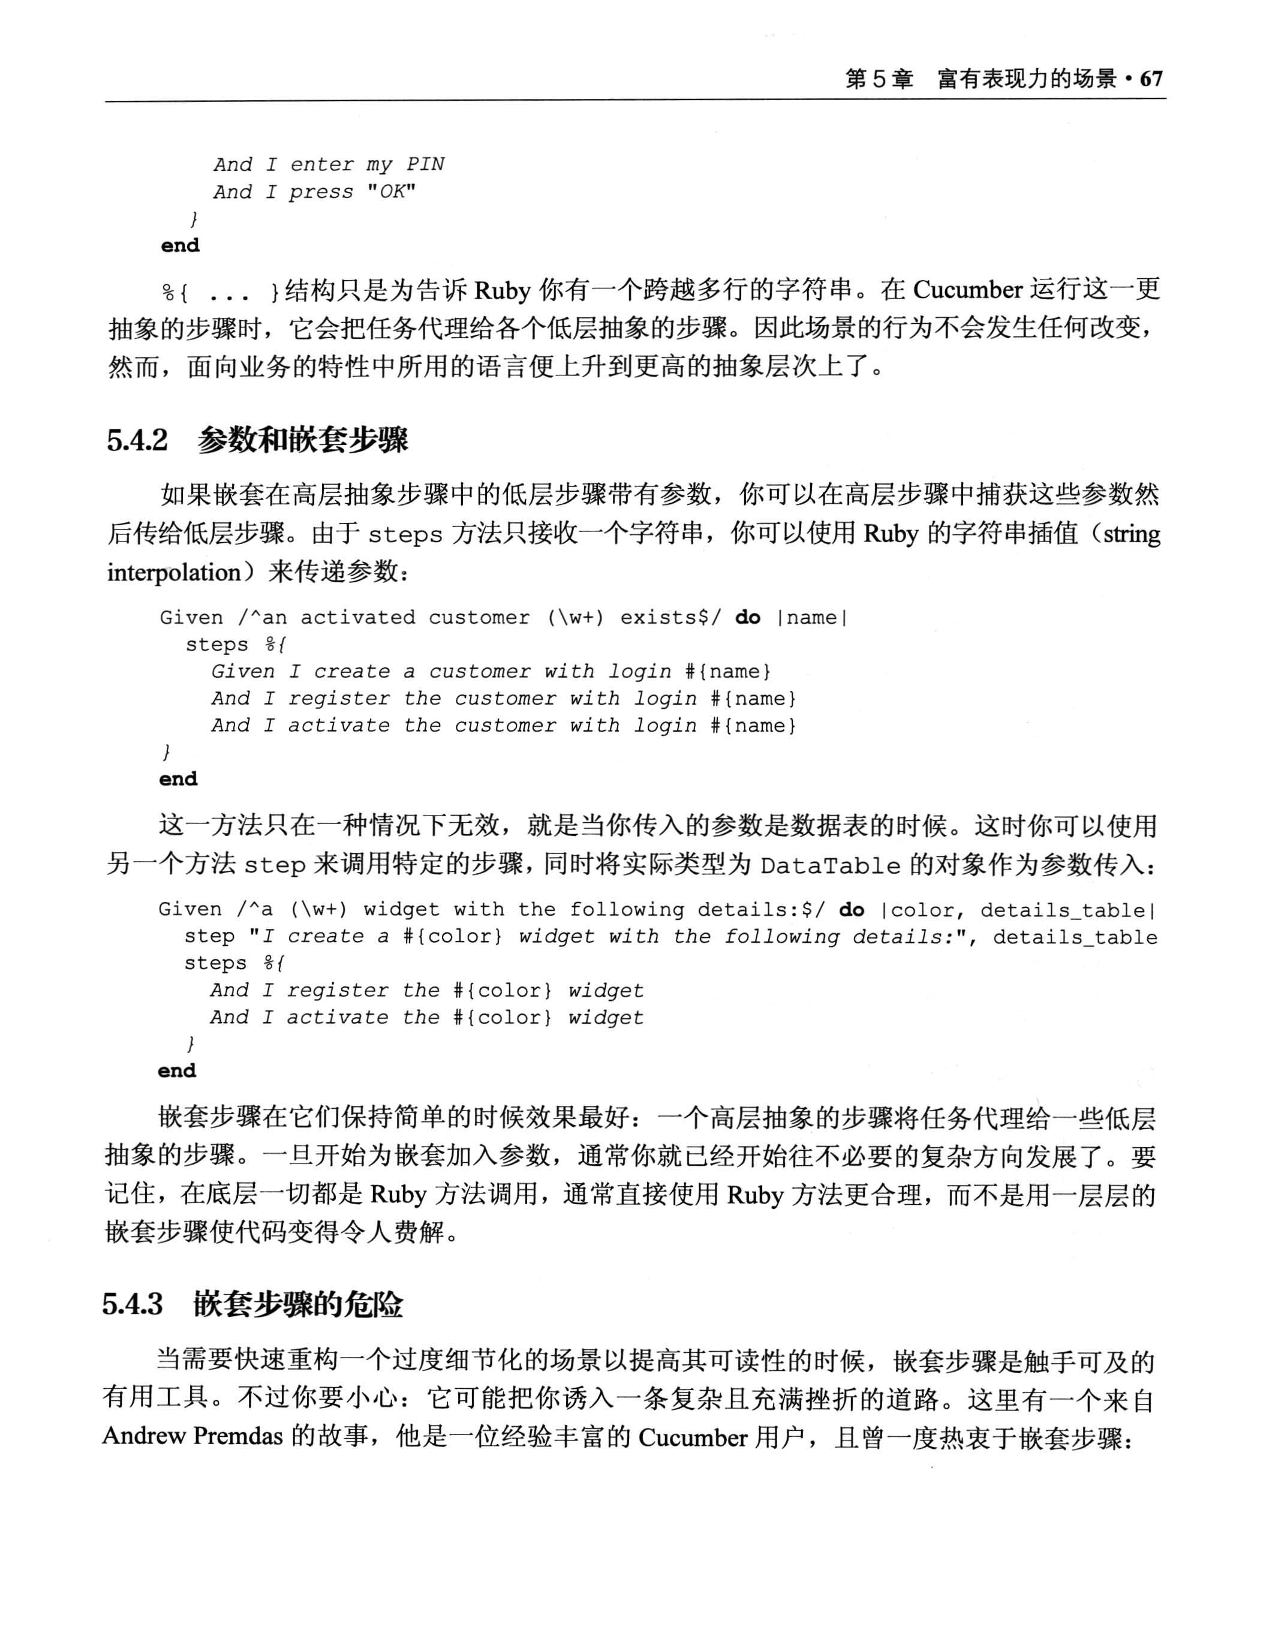 第 5 章　富有表现力的场景 · 67
And I enter my PIN
And I press "OK"
}
end
%{ ... }结构只是为告诉 Ruby 你有一个跨越多行的字符串。在 Cucumber 运行这一更
抽象的步骤时，它会把任务代理给各个低层抽象的步骤。因此场景的行为不会发生任何改变，
然而，面向业务的特性中所用的语言便上升到更高的抽象层次上了。
5.4.2　参数和嵌套步骤
如果嵌套在高层抽象步骤中的低层步骤带有参数，你可以在高层步骤中捕获这些参数然
后传给低层步骤。由于 steps 方法只接收一个字符串，你可以使用 Ruby 的字符串插值（string
interpolation）来传递参数：
Given /^an activated customer (\w+) exists$/ do |name|
steps %{
Given I create a customer with login #{name}
And I register the customer with login #{name}
And I activate the customer with login #{name}
}
end
这一方法只在一种情况下无效，就是当你传入的参数是数据表的时候。这时你可以使用
另一个方法 step 来调用特定的步骤，同时将实际类型为 DataTable 的对象作为参数传入：
Given /^a (\w+) widget with the following details:$/ do |color, details_table|
step "I create a #{color} widget with the following details:", details_table
steps %{
And I register the #{color} widget
And I activate the #{color} widget
}
end
嵌套步骤在它们保持简单的时候效果最好：一个高层抽象的步骤将任务代理给一些低层
抽象的步骤。一旦开始为嵌套加入参数，通常你就已经开始往不必要的复杂方向发展了。要
记住，在底层一切都是 Ruby 方法调用，通常直接使用 Ruby 方法更合理，而不是用一层层的
嵌套步骤使代码变得令人费解。
5.4.3　嵌套步骤的危险
当需要快速重构一个过度细节化的场景以提高其可读性的时候，嵌套步骤是触手可及的
有用工具。不过你要小心：它可能把你诱入一条复杂且充满挫折的道路。这里有一个来自
Andrew Premdas 的故事，他是一位经验丰富的 Cucumber 用户，且曾一度热衷于嵌套步骤：